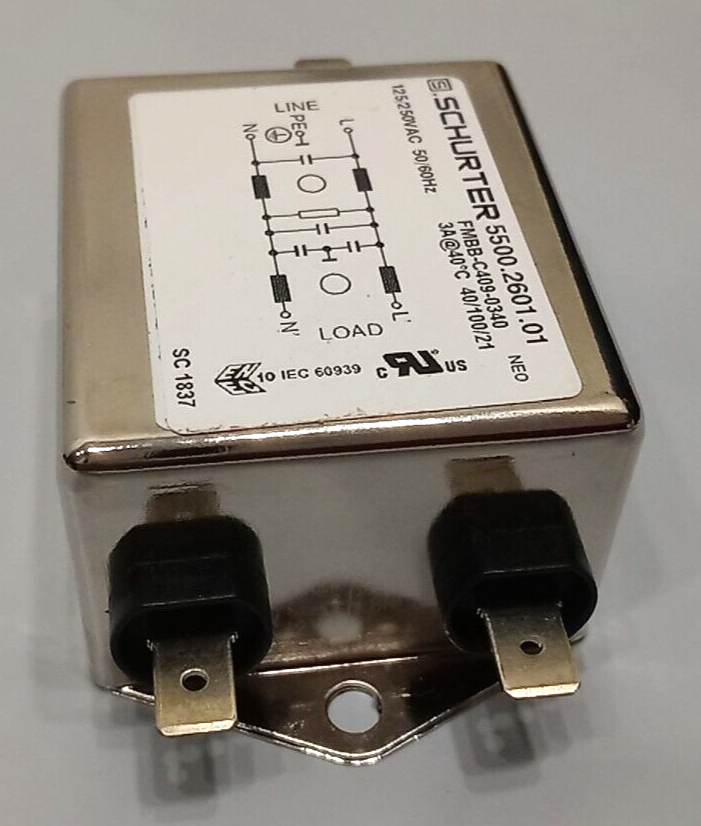 SCHURTER 5500.2601.01
125/250VAC 50/60Hz
FMBB-C409-0340
3A@40°C 40/100/21
NEO
LINE
N PE L
N' L'
LOAD
10 IEC 60939
c RU US
SC 1837